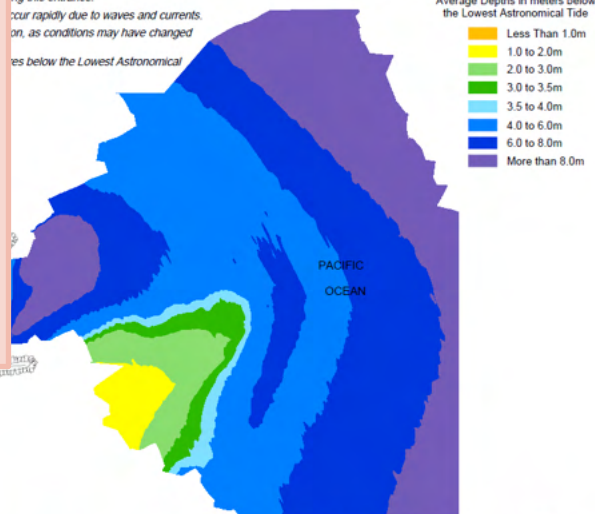 this entrance.
occur rapidly due to waves and currents.
as conditions may have changed
below the Lowest Astronomical
Average Depths in meters below
the Lowest Astronomical Tide
Less Than 1.0m
1.0 to 2.0m
2.0 to 3.0m
3.0 to 3.5m
3.5 to 4.0m
4.0 to 6.0m
6.0 to 8.0m
More than 8.0m
PACIFIC
OCEAN